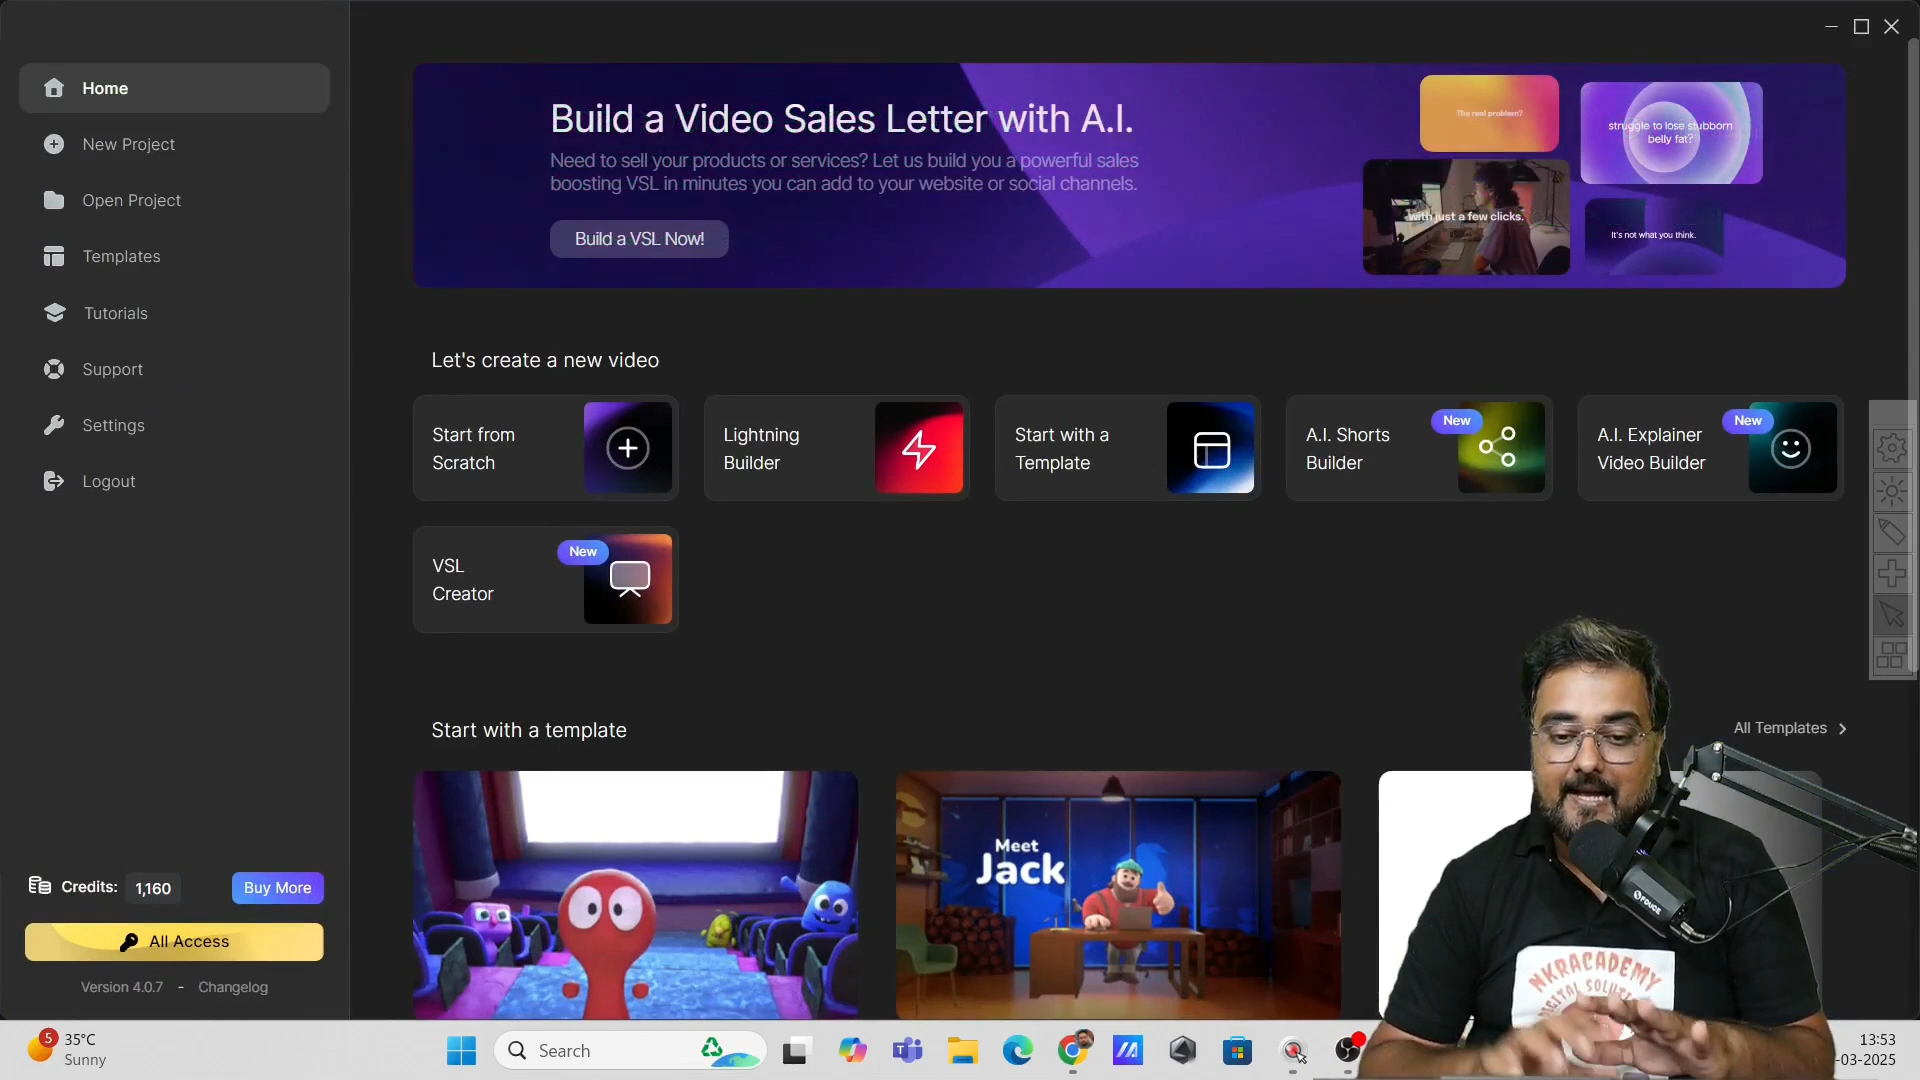 Home
New Project
Open Project
Templates
Tutorials
Support
Settings
Logout
Credits: 1,160
Buy More
All Access
Version 4.0.7 - Changelog
Build a Video Sales Letter with A.I.
Need to sell your products or services? Let us build you a powerful sales
boosting VSL in minutes you can add to your website or social channels.
Build a VSL Now!
The real problem?
struggle to lose stubborn
belly fat?
with just a few clicks.
It's not what you think.
Let's create a new video
Start from
Scratch
Lightning
Builder
Start with a
Template
A.I. Shorts
Builder
New
A.I. Explainer
Video Builder
New
VSL
Creator
New
Start with a template
All Templates
Meet
Jack
FDUCE
NKRACADEMY
DIGITAL SOLUTI
5
35°C
Sunny
Search
13:53
-03-2025